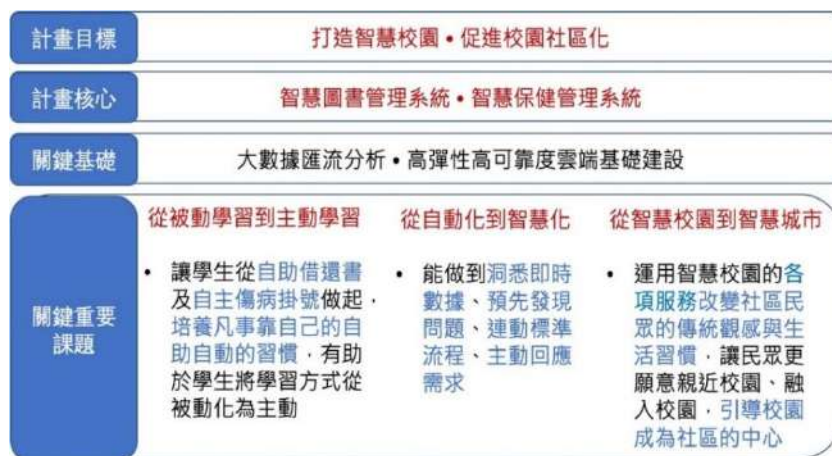 計畫目標
打造智慧校園•促進校園社區化
計畫核心
智慧圖書管理系統•智慧保健管理系統
關鍵基礎
大數據匯流分析•高彈性高可靠度雲端基礎建設
關鍵重要
課題
從被動學習到主動學習
• 讓學生從自助借還書
及自主傷病掛號做起，
培養凡事靠自己的自
助自動的習慣，有助
於學生將學習方式從
被動化為主動
從自動化到智慧化
• 能做到洞悉即時
數據、預先發現
問題、連動標準
流程、主動回應
需求
從智慧校園到智慧城市
• 運用智慧校園的各
項服務改變社區民
眾的傳統觀感與生
活習慣，讓民眾更
願意親近校園、融
入校園，引導校園
成為社區的中心